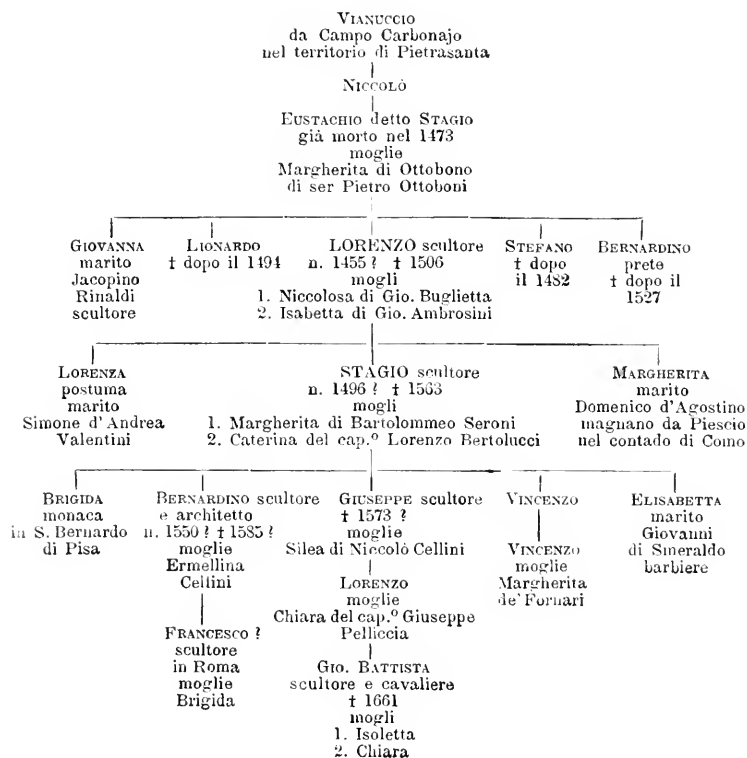 VIANUCCIO
da Campo Carbonajo
nel territorio di Pietrasanta
NICCOLÒ
EUSTACHIO detto STAGIO
già morto nel 1473
moglie
Margherita di Ottobono
di ser Pietro Ottoboni
GIOVANNA
marito
Jacopino
Rinaldi
scultore
LIONARDO
† dopo il 1494
LORENZO scultore
n. 1455? † 1506
mogli
1. Niccolosa di Gio. Buglietta
2. Isabetta di Gio. Ambrosini
STEFANO
† dopo
il 1482
BERNARDINO
prete
† dopo il
1527
LORENZA
postuma
marito
Simone d'Andrea
Valentini
STAGIO scultore
n. 1496? † 1563
mogli
1. Margherita di Bartolommeo Seroni
2. Caterina del cap.º Lorenzo Bertolucci
MARGHERITA
marito
Domenico d'Agostino
magnano da Piescio
nel contado di Como
BRIGIDA
monaca
in S. Bernardo
di Pisa
BERNARDINO scultore
e architetto
n. 1550? † 1585?
moglie
Ermellina
Cellini
FRANCESCO?
scultore
in Roma
moglie
Brigida
GIUSEPPE scultore
† 1573?
moglie
Silea di Niccolò Cellini
LORENZO
moglie
Chiara del cap.º Giuseppe
Pelliccia
GIO. BATTISTA
scultore e cavaliere
† 1661
mogli
1. Isoletta
2. Chiara
VINCENZO
VINCENZO
moglie
Margherita
de' Fornari
ELISABETTA
marito
Giovanni
di Smeraldo
barbiere